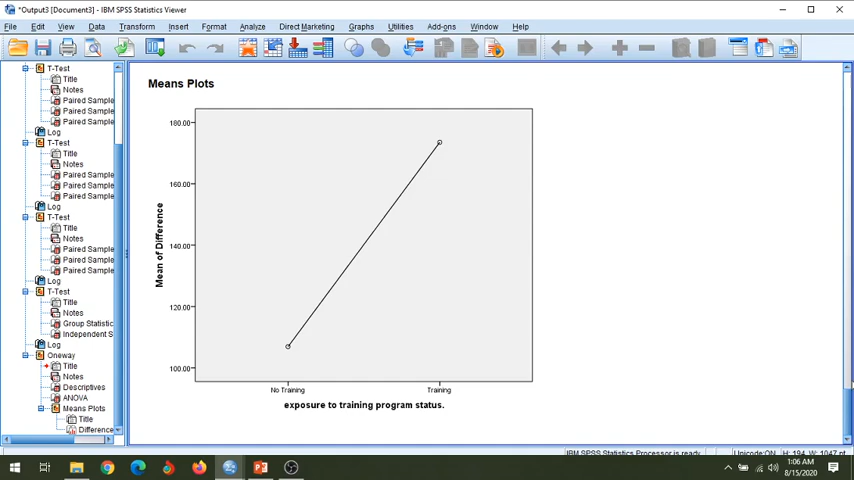 *Output3 [Document3] - IBM SPSS Statistics Viewer
File Edit View Data Transform Insert Format Analyze Direct Marketing Graphs Utilities Add-ons Window Help
T-Test
Title
Notes
Paired Sample
Paired Sample
Paired Sample
Log
T-Test
Title
Notes
Paired Sample
Paired Sample
Paired Sample
Log
T-Test
Title
Notes
Paired Sample
Paired Sample
Paired Sample
Log
T-Test
Title
Notes
Group Statistic
Independent S
Log
Oneway
Title
Notes
Descriptives
ANOVA
Means Plots
Title
Difference
Means Plots
180.00
160.00
140.00
120.00
100.00
Mean of Difference
No Training Training
exposure to training program status.
IBM SPSS Statistics Processor is ready Unicode:ON H: 194, W: 1047 pt
1:06 AM
8/15/2020